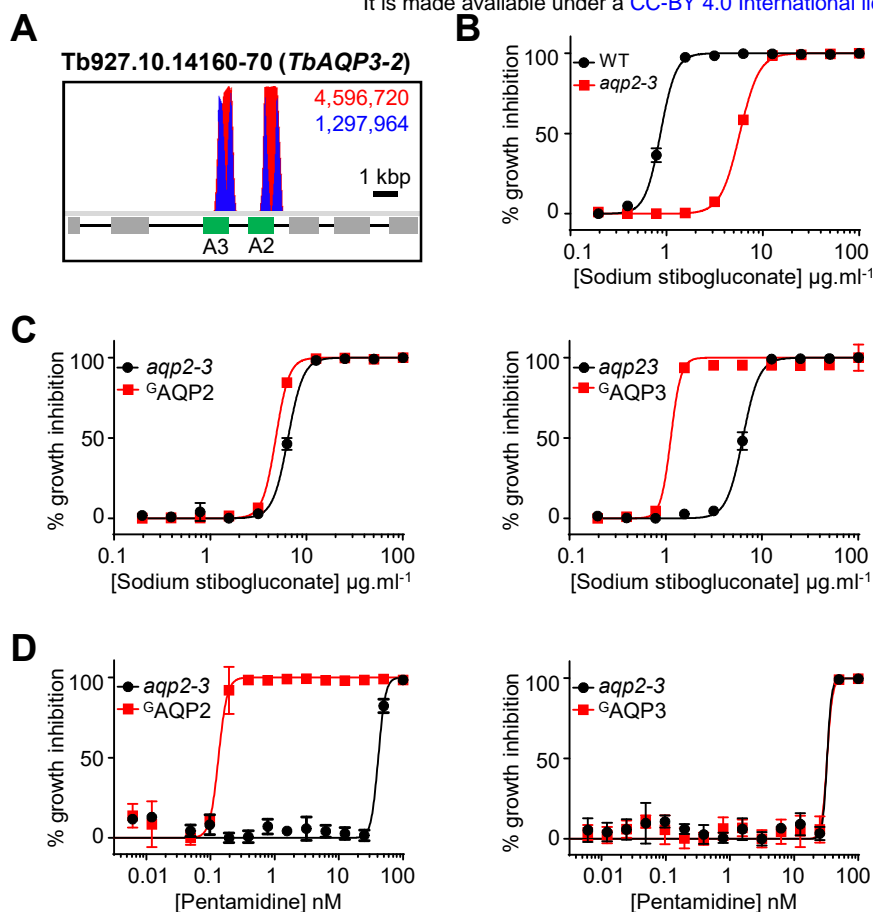 It is made available under a CC-BY 4.0 International lic
A
Tb927.10.14160-70 (TbAQP3-2)
4,596,720
1,297,964
1 kbp
A3 A2
B
% growth inhibition
100
50
0
WT
aqp2-3
0.1 1 10 100
[Sodium stibogluconate] µg.ml-1
C
% growth inhibition
100
50
0
aqp2-3
GAQP2
0.1 1 10 100
[Sodium stibogluconate] µg.ml-1
% growth inhibition
100
50
0
aqp23
GAQP3
0.1 1 10 100
[Sodium stibogluconate] µg.ml-1
D
% growth inhibition
100
50
0
aqp2-3
GAQP2
0.01 0.1 1 10 100
[Pentamidine] nM
% growth inhibition
100
50
0
aqp2-3
GAQP3
0.01 0.1 1 10 100
[Pentamidine] nM